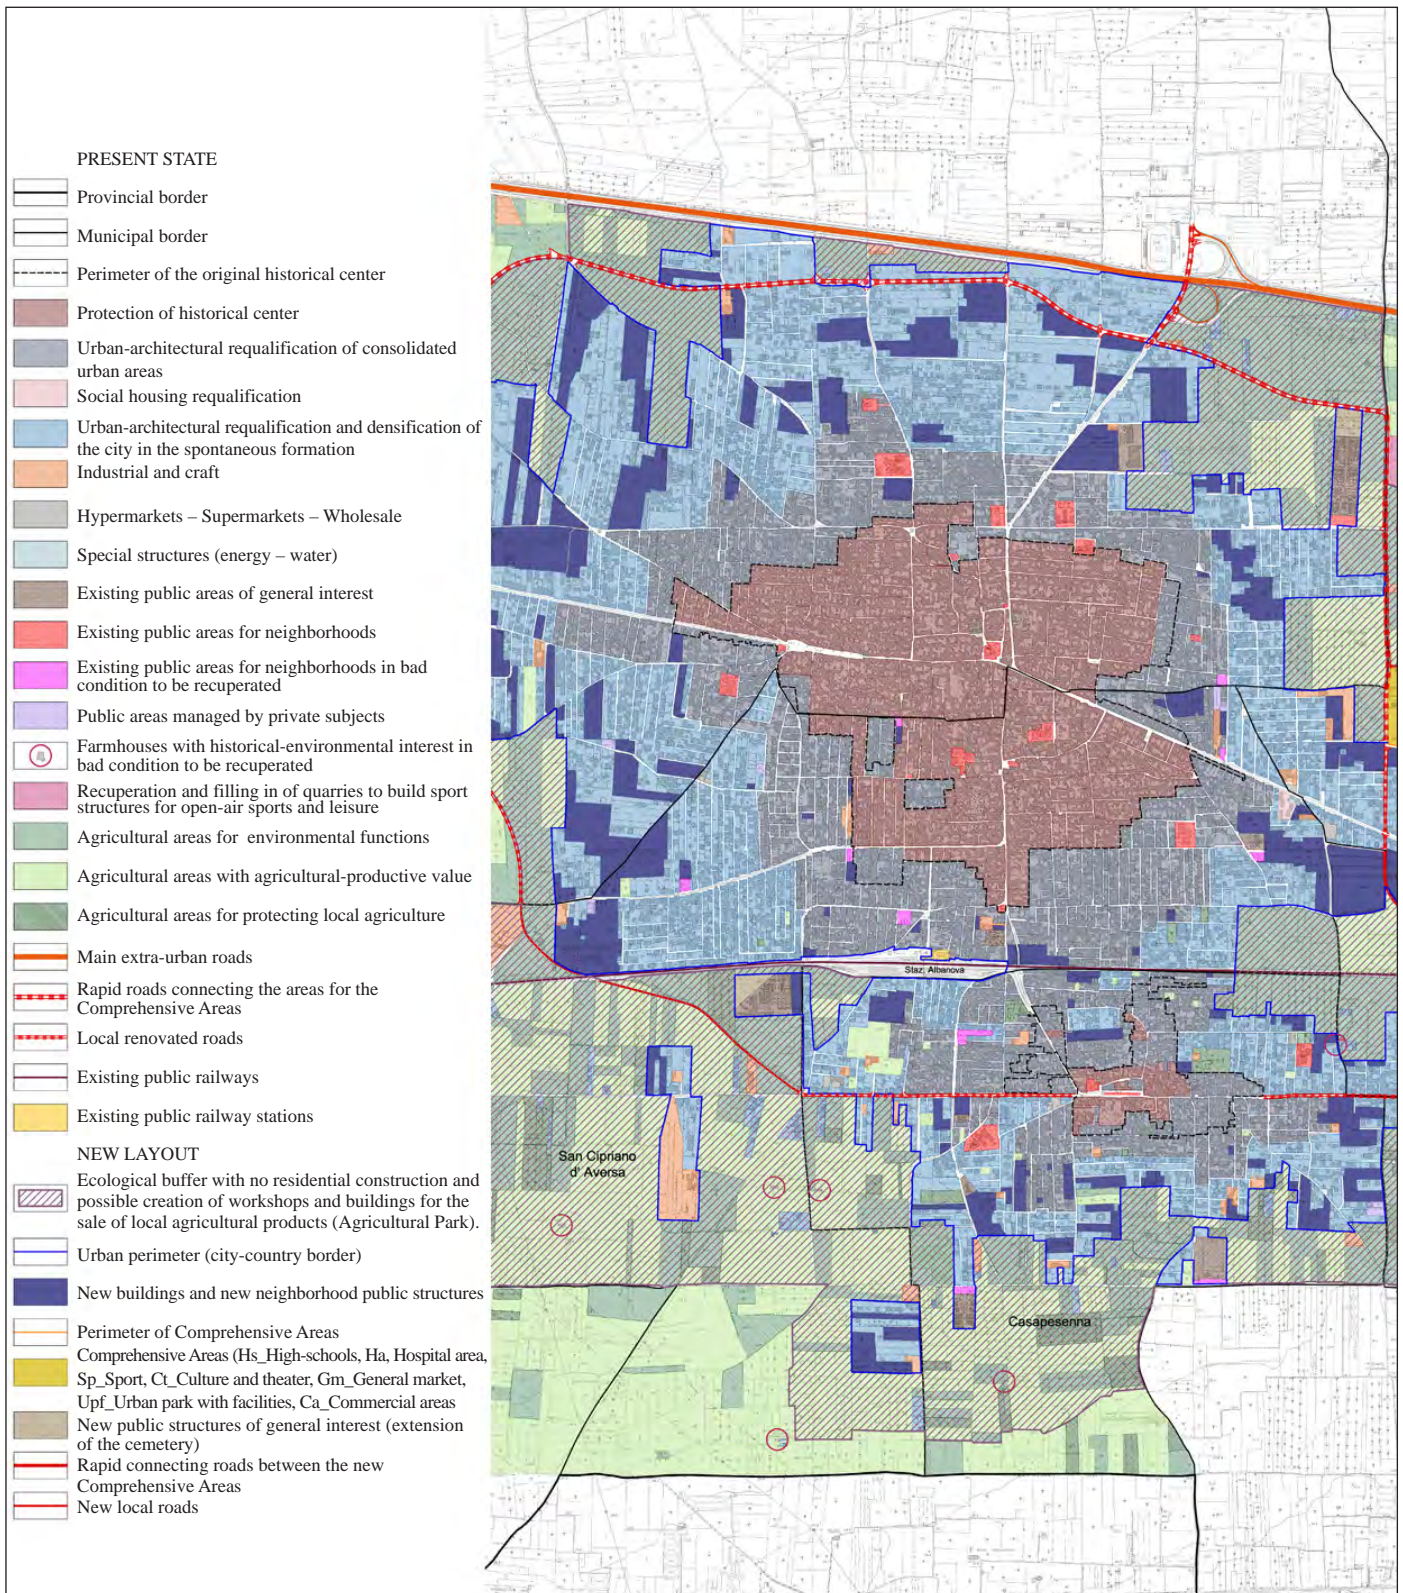 PRESENT STATE
Provincial border
Municipal border
Perimeter of the original historical center
Protection of historical center
Urban-architectural requalification of consolidated
urban areas
Social housing requalification
Urban-architectural requalification and densification of
the city in the spontaneous formation
Industrial and craft
Hypermarkets – Supermarkets – Wholesale
Special structures (energy – water)
Existing public areas of general interest
Existing public areas for neighborhoods
Existing public areas for neighborhoods in bad
condition to be recuperated
Public areas managed by private subjects
Farmhouses with historical-environmental interest in
bad condition to be recuperated
Recuperation and filling in of quarries to build sport
structures for open-air sports and leisure
Agricultural areas for environmental functions
Agricultural areas with agricultural-productive value
Agricultural areas for protecting local agriculture
Main extra-urban roads
Rapid roads connecting the areas for the
Comprehensive Areas
Local renovated roads
Existing public railways
Existing public railway stations
NEW LAYOUT
Ecological buffer with no residential construction and
possible creation of workshops and buildings for the
sale of local agricultural products (Agricultural Park).
Urban perimeter (city-country border)
New buildings and new neighborhood public structures
Perimeter of Comprehensive Areas
Comprehensive Areas (Hs_High-schools, Ha, Hospital area,
Sp_Sport, Ct_Culture and theater, Gm_General market,
Upf_Urban park with facilities, Ca_Commercial areas
New public structures of general interest (extension
of the cemetery)
Rapid connecting roads between the new
Comprehensive Areas
New local roads
Staz. Albanova
San Cipriano
d' Aversa
Casapesenna